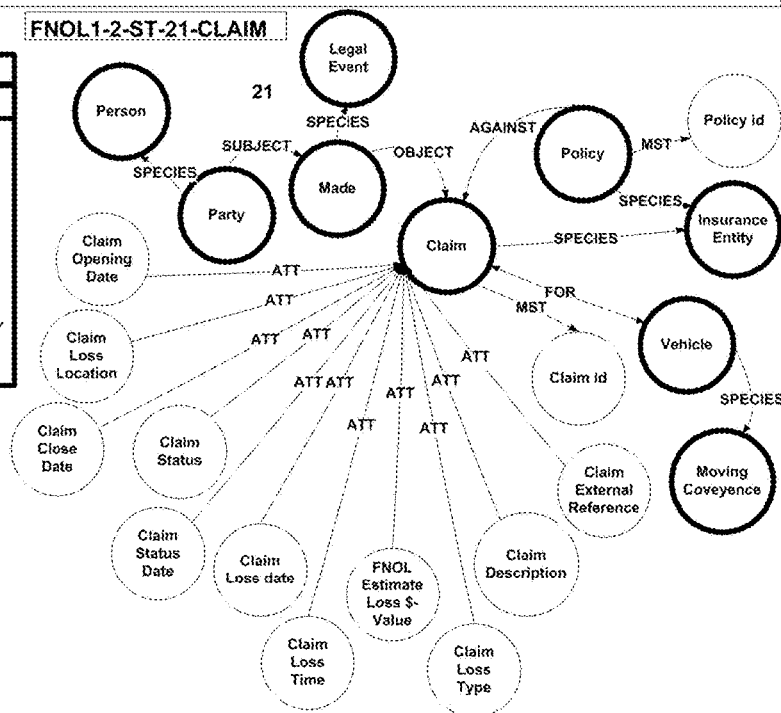 FNOL1-2-ST-21-CLAIM
Legal
Event
Person
21
SPECIES
AGAINST
Policy id
SUBJECT
OBJECT
Policy
MST
SPECIES
Made
Party
SPECIES
Insurance
Entity
Claim
SPECIES
Claim
Opening
Date
ATT
FOR
MST
ATT
Claim
Loss
Location
ATT
ATT
ATT
Vehicle
Claim id
ATT
ATT
ATT
ATT
SPECIES
ATT
ATT
Claim
Close
Date
Claim
Status
Claim
External
Reference
Moving
Coveyence
Claim
Status
Date
Claim
Loss date
FNOL
Estimate
Loss $-
Value
Claim
Description
Claim
Loss
Time
Claim
Loss
Type